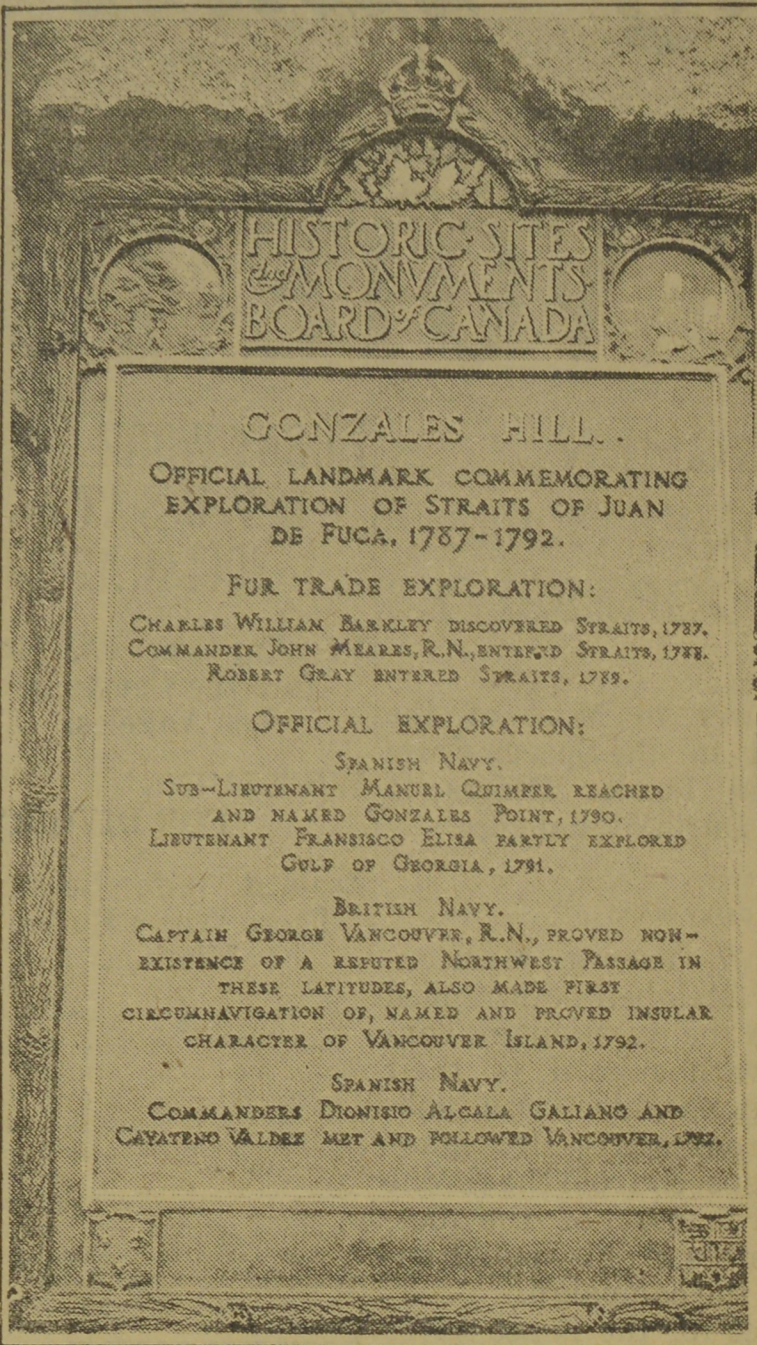 HISTORIC·SITES
and MONVMENTS
BOARD of CANADA
GONZALES HILL.
OFFICIAL LANDMARK COMMEMORATING
EXPLORATION OF STRAITS OF JUAN
DE FUCA, 1787-1792.
FUR TRADE EXPLORATION:
CHARLES WILLIAM BARKLEY DISCOVERED STRAITS, 1787.
COMMANDER JOHN MEARES, R.N., ENTERED STRAITS, 1788.
ROBERT GRAY ENTERED STRAITS, 1789.
OFFICIAL EXPLORATION:
SPANISH NAVY.
SUB-LIEUTENANT MANUEL QUIMPER REACHED
AND NAMED GONZALES POINT, 1790.
LIEUTENANT FRANSISCO ELISA PARTLY EXPLORED
GULF OF GEORGIA, 1791.
BRITISH NAVY.
CAPTAIN GEORGE VANCOUVER, R.N., PROVED NON-
EXISTENCE OF A REPUTED NORTHWEST PASSAGE IN
THESE LATITUDES, ALSO MADE FIRST
CIRCUMNAVIGATION OF, NAMED AND PROVED INSULAR
CHARACTER OF VANCOUVER ISLAND, 1792.
SPANISH NAVY.
COMMANDERS DIONISIO ALCALA GALIANO AND
CAYATENO VALDEZ MET AND FOLLOWED VANCOUVER, 1792.